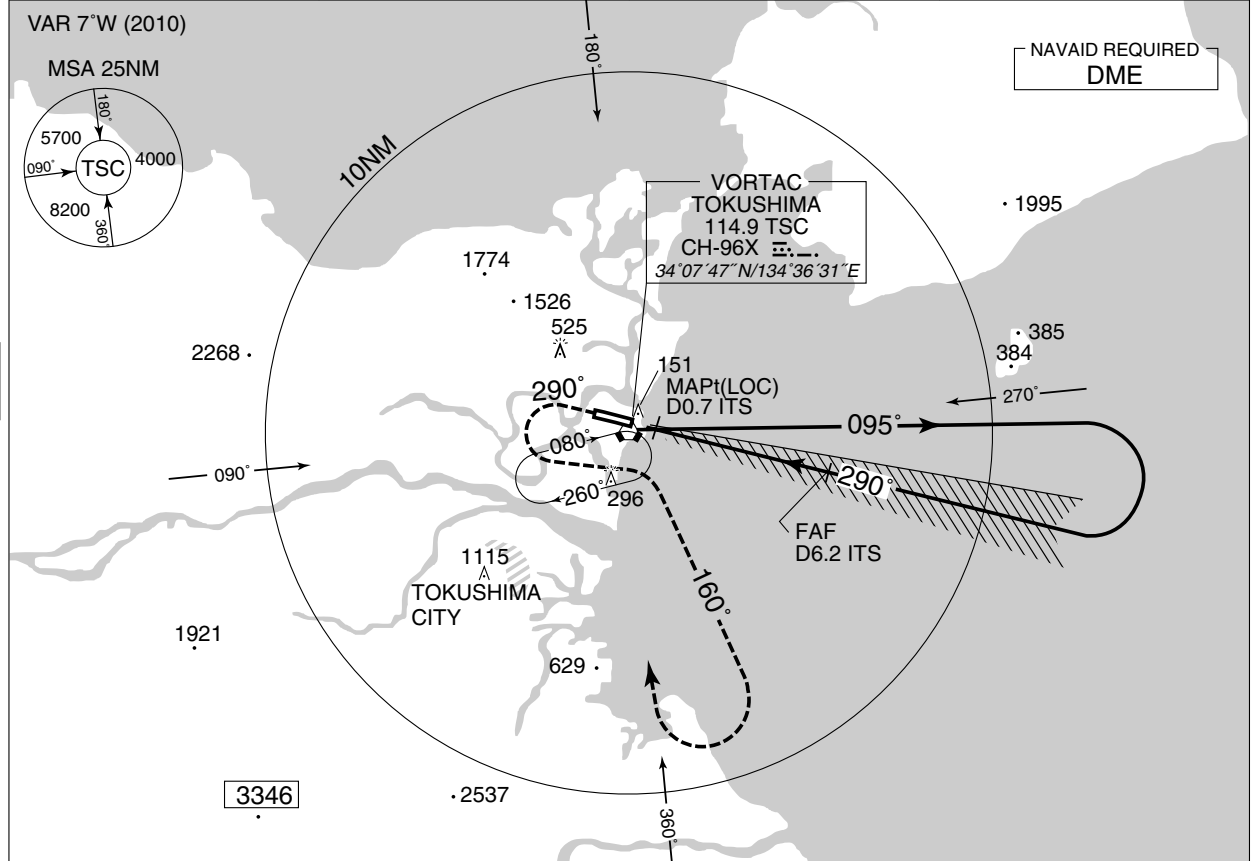 VAR 7°W (2010)
MSA 25NM
180°
5700
TSC
4000
090°
8200
360°
NAVAID REQUIRED
DME
180°
10NM
VORTAC
TOKUSHIMA
114.9 TSC
CH-96X
34°07´47˝N/134°36´31˝E
1995
1774
1526
525
2268
385
384
151
MAPt(LOC)
D0.7 ITS
290°
270°
095°
080°
090°
260°
296
290°
FAF
D6.2 ITS
1115
TOKUSHIMA
CITY
160°
1921
629
3346
2537
360°